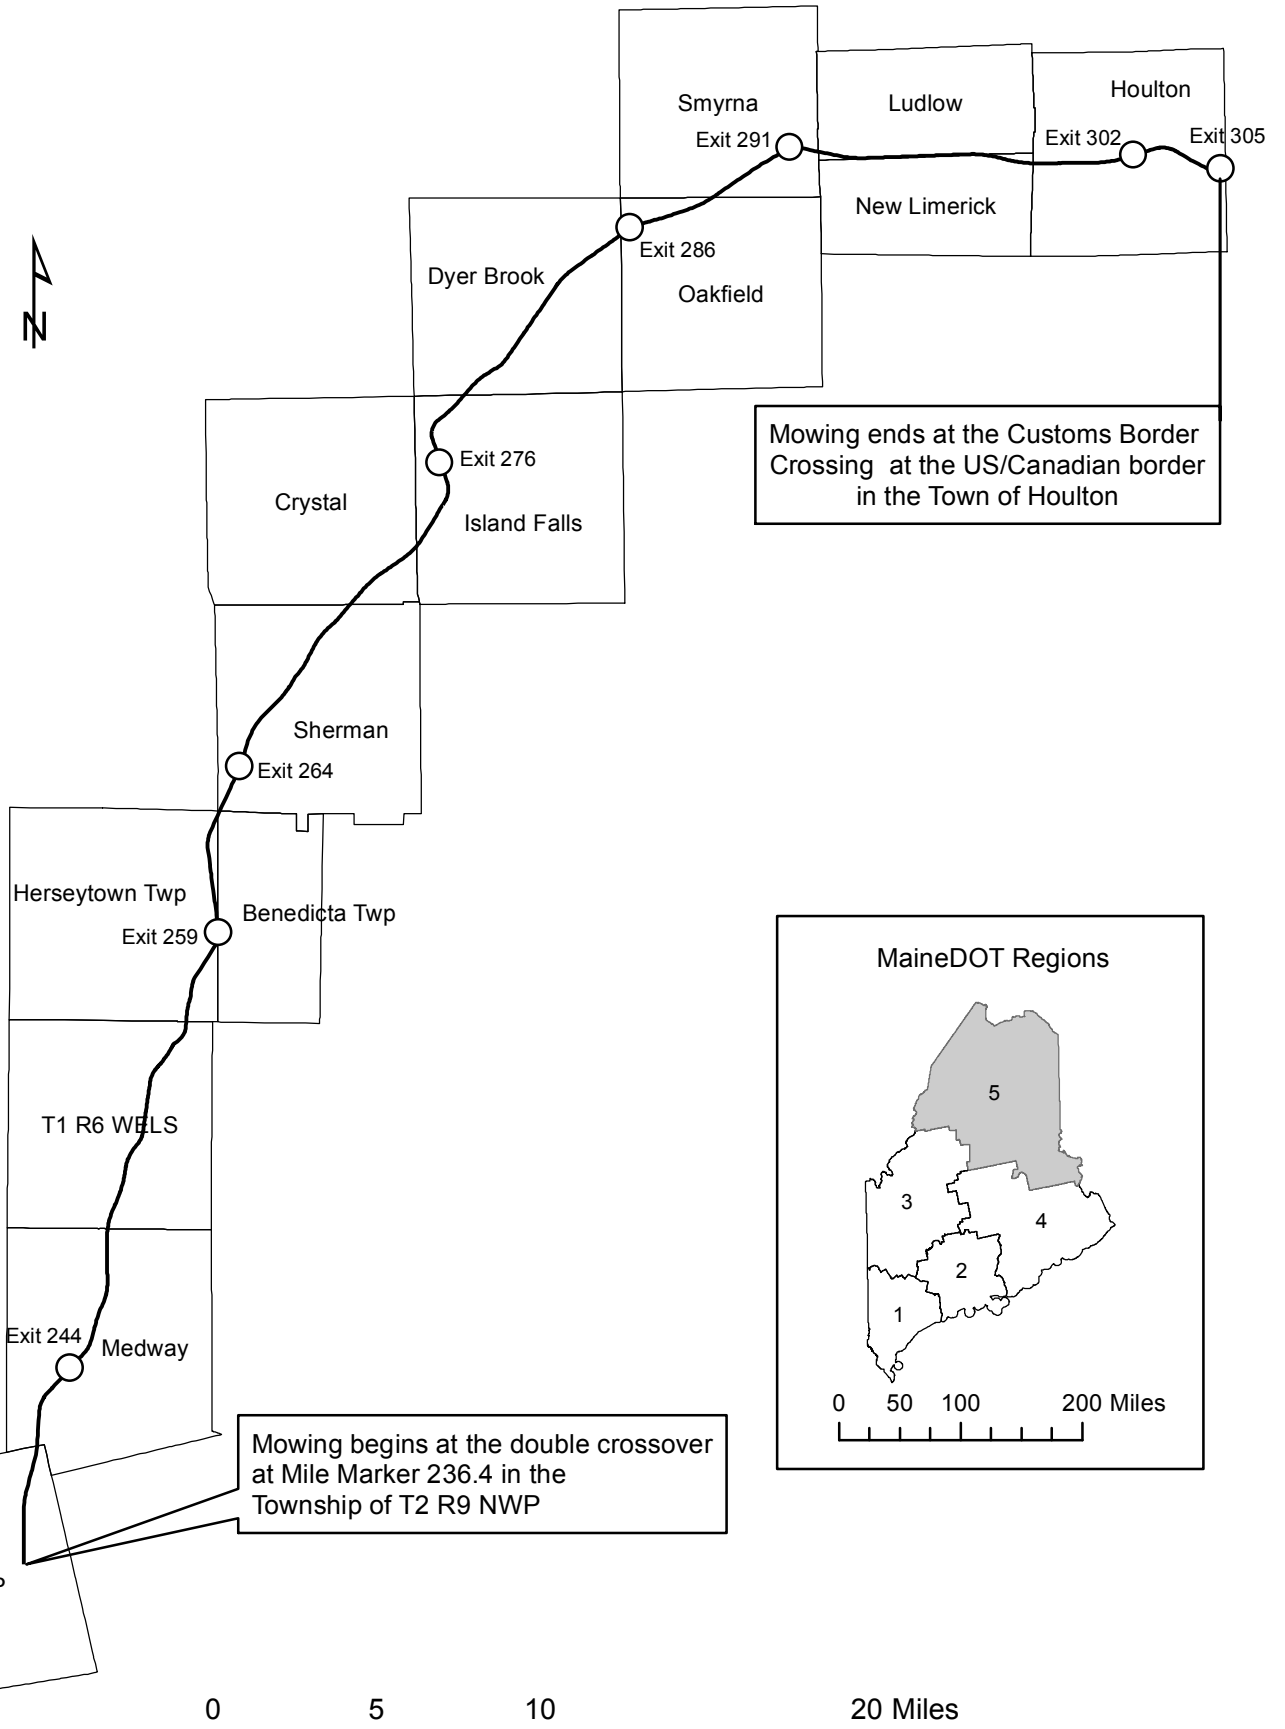 Smyrna
Ludlow
Houlton
Exit 291
Exit 302
Exit 305
New Limerick
Exit 286
Dyer Brook
Oakfield
N
Mowing ends at the Customs Border
Crossing at the US/Canadian border
in the Town of Houlton
Exit 276
Crystal
Island Falls
Sherman
Exit 264
Herseytown Twp
Benedicta Twp
Exit 259
MaineDOT Regions
5
3
4
2
1
0 50 100 200 Miles
T1 R6 WELS
Exit 244
Medway
Mowing begins at the double crossover
at Mile Marker 236.4 in the
Township of T2 R9 NWP
0 5 10 20 Miles